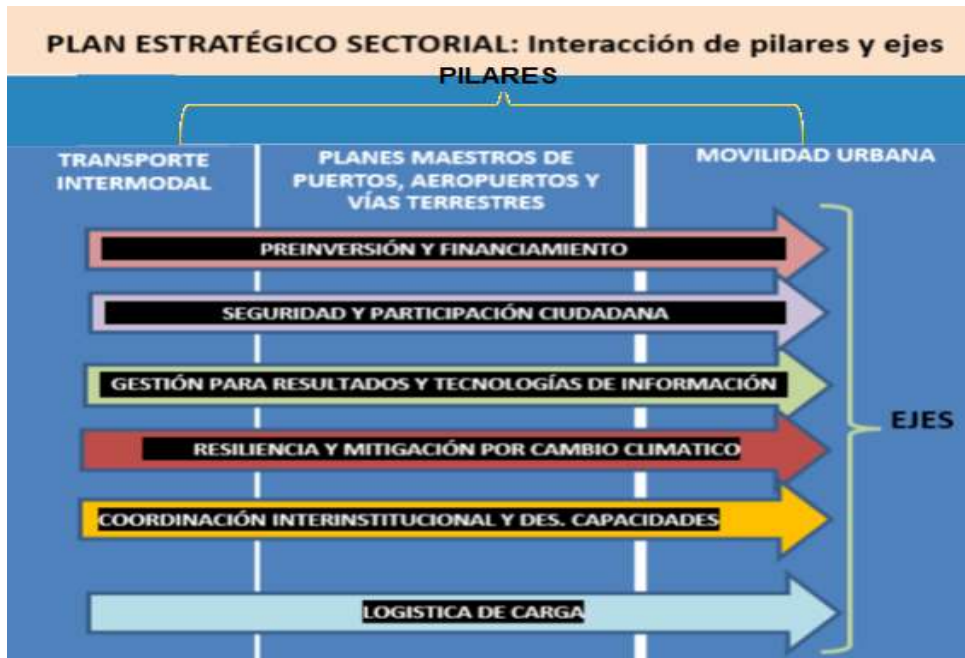 PLAN ESTRATÉGICO SECTORIAL: Interacción de pilares y ejes
PILARES
TRANSPORTE
INTERMODAL
PLANES MAESTROS DE
PUERTOS, AEROPUERTOS Y
VÍAS TERRESTRES
MOVILIDAD URBANA
PREINVERSIÓN Y FINANCIAMIENTO
SEGURIDAD Y PARTICIPACIÓN CIUDADANA
GESTIÓN PARA RESULTADOS Y TECNOLOGÍAS DE INFORMACIÓN
RESILIENCIA Y MITIGACIÓN POR CAMBIO CLIMATICO
COORDINACIÓN INTERINSTITUCIONAL Y DES. CAPACIDADES
LOGISTICA DE CARGA
EJES